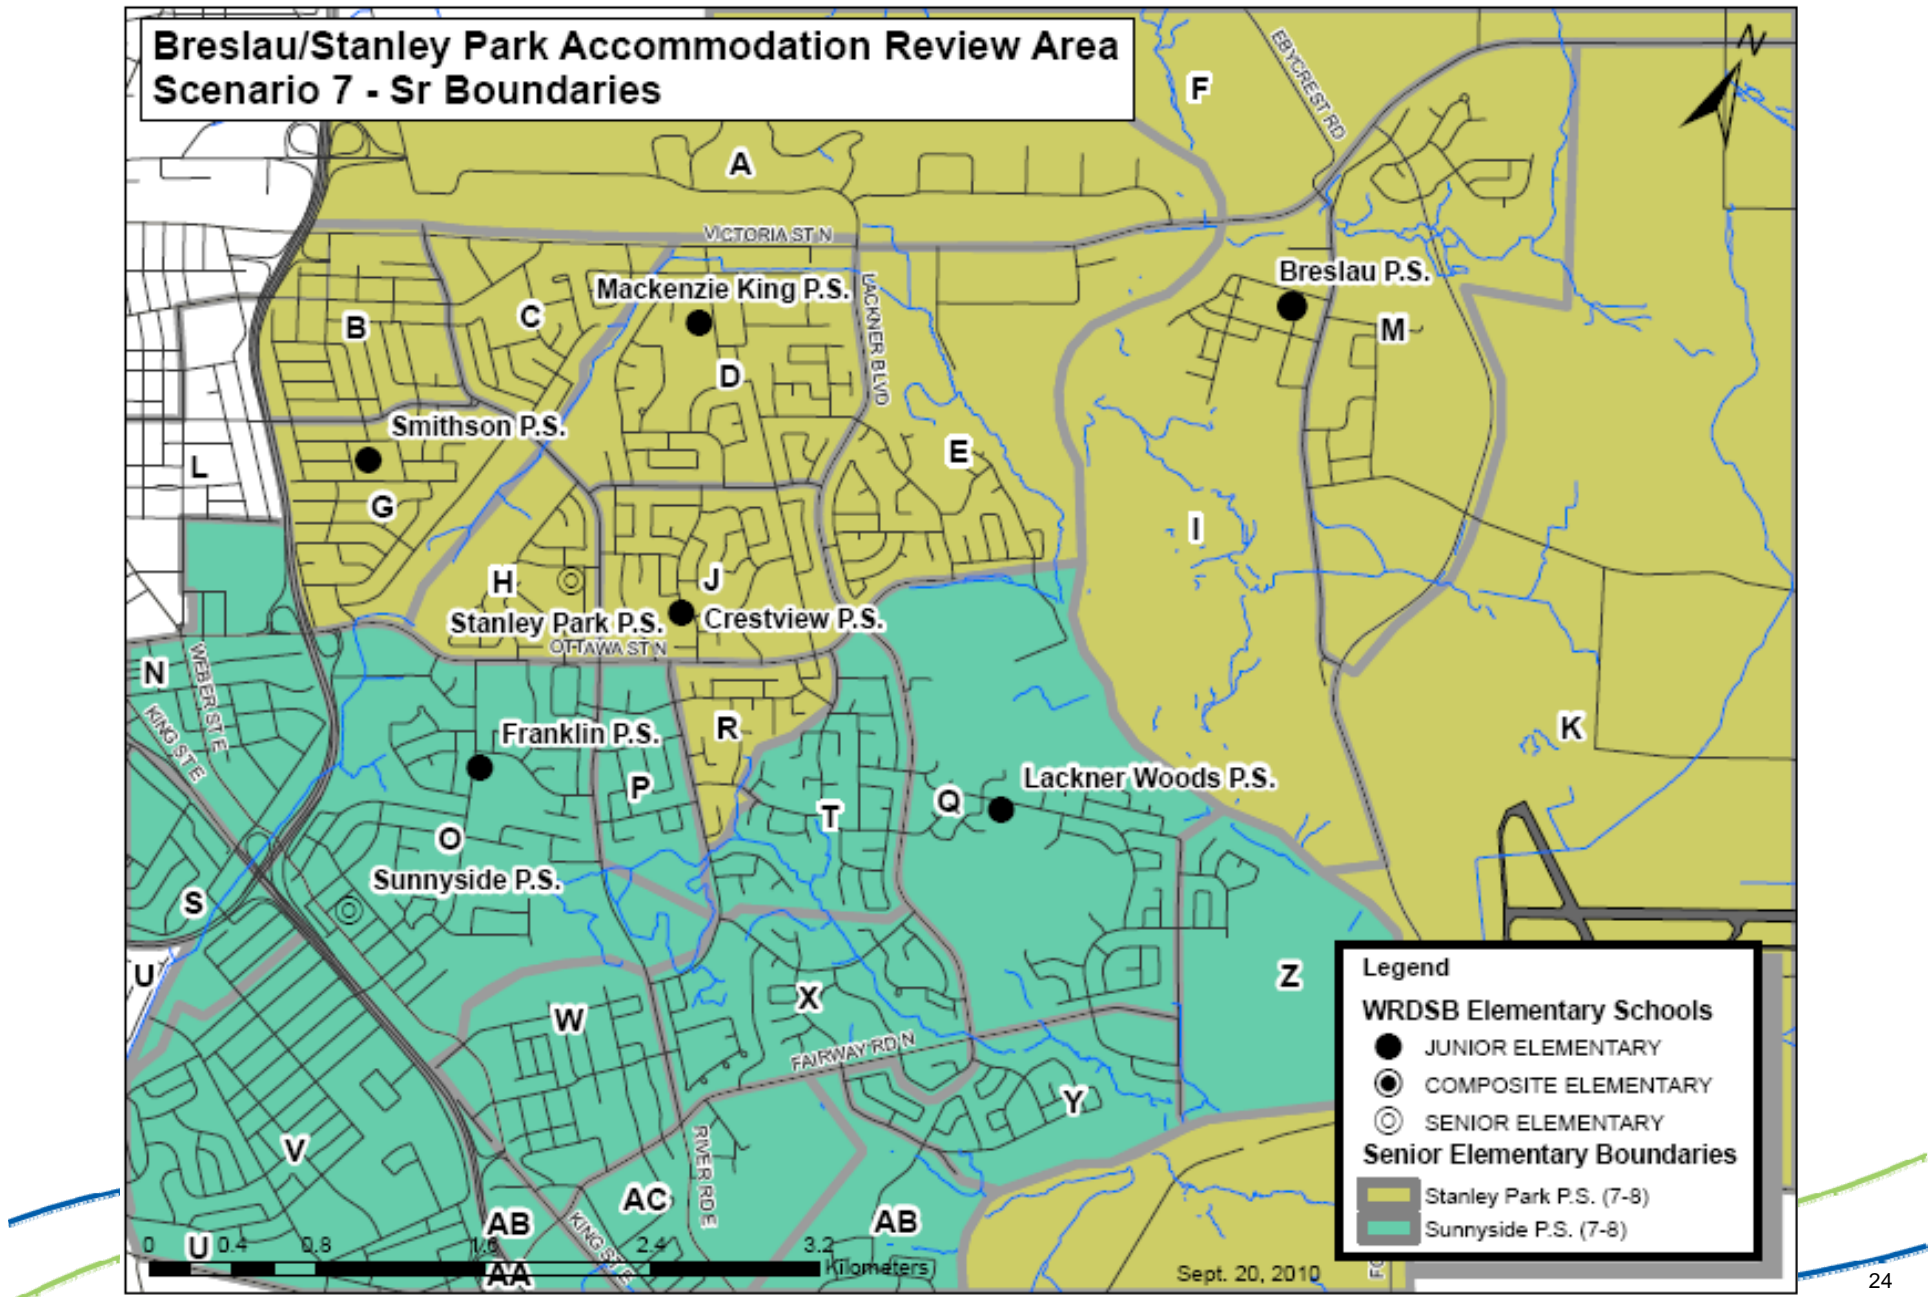 Breslau/Stanley Park Accommodation Review Area
Scenario 7 - Sr Boundaries
N
F
EBYCREST RD
A
VICTORIA ST N
Breslau P.S.
Mackenzie King P.S.
LACKNER BLVD
B
C
M
D
Smithson P.S.
E
L
G
I
H
J
Stanley Park P.S.
Crestview P.S.
OTTAWA ST N
N
WEBER ST E
KING ST E
Franklin P.S.
R
K
P
Lackner Woods P.S.
Q
T
O
Sunnyside P.S.
S
U
Z
X
W
FAIRWAY RD N
Y
V
RIVER RD E
AC
AB
AB
KING ST E
U
AA
0 0.4 0.8 1.6 2.4 3.2
Kilometers
Sept. 20, 2010
Legend
WRDSB Elementary Schools
JUNIOR ELEMENTARY
COMPOSITE ELEMENTARY
SENIOR ELEMENTARY
Senior Elementary Boundaries
Stanley Park P.S. (7-8)
Sunnyside P.S. (7-8)
24